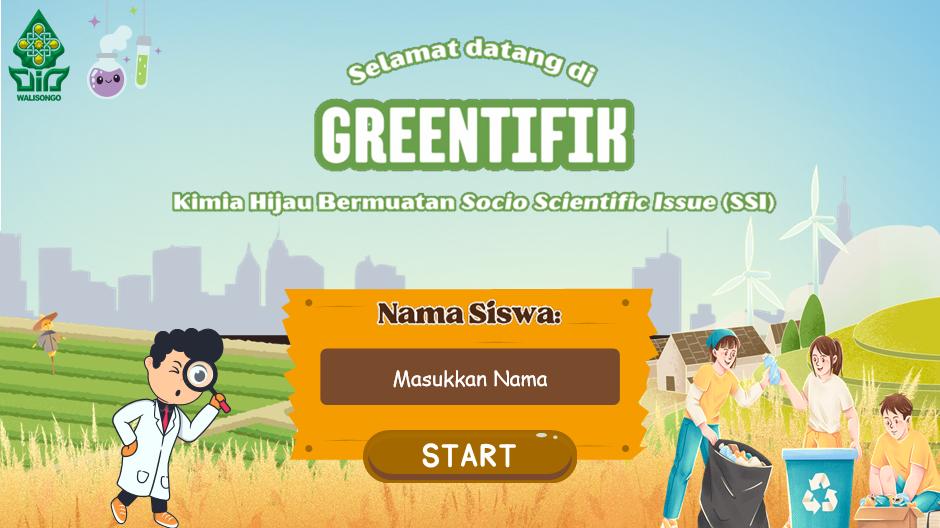 WALISONGO
Selamat datang di
GREENTIFIK
Kimia Hijau Bermuatan Socio Scientific Issue (SSI)
Nama Siswa:
Masukkan Nama
START